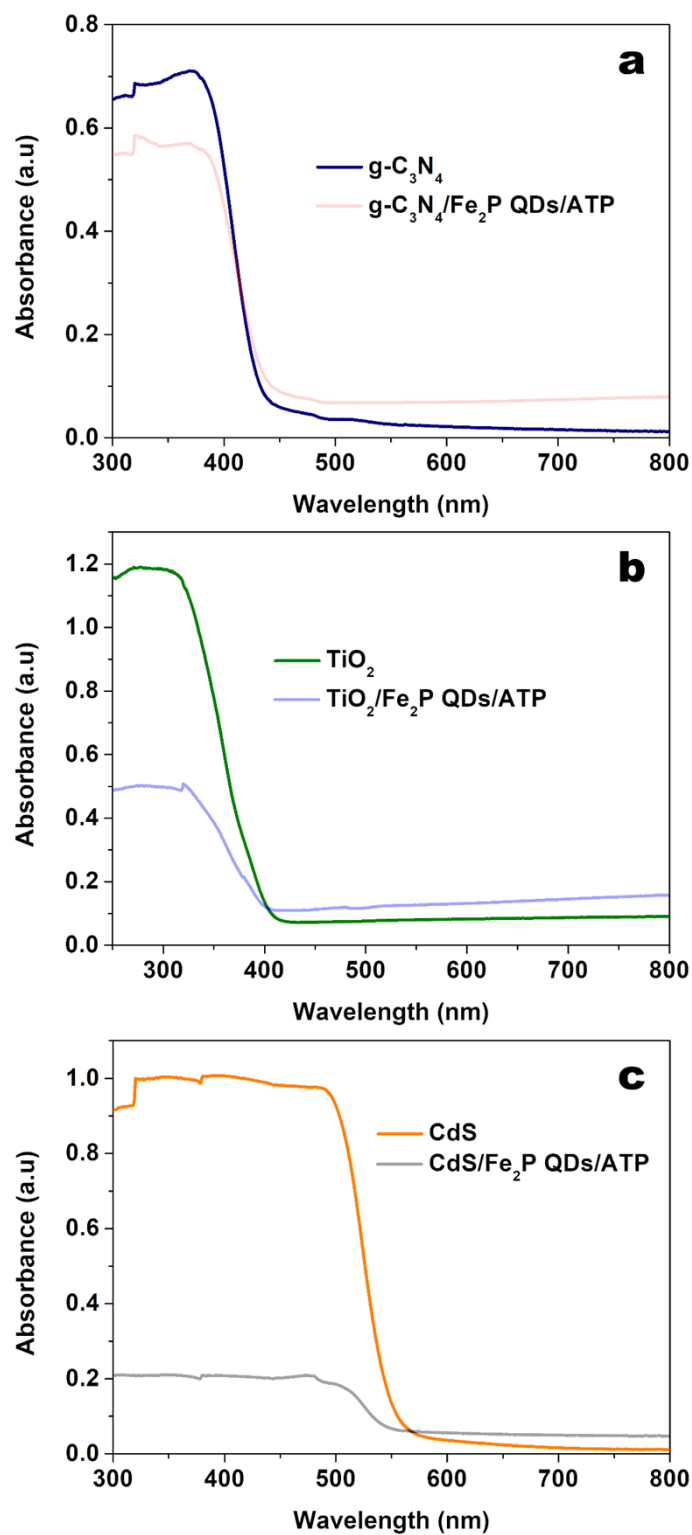 a
0.8
0.6
0.4
0.2
0.0
Absorbance (a.u)
g-C₃N₄
g-C₃N₄/Fe₂P QDs/ATP
300 400 500 600 700 800
Wavelength (nm)
b
1.2
1.0
0.8
0.6
0.4
0.2
0.0
Absorbance (a.u)
TiO₂
TiO₂/Fe₂P QDs/ATP
300 400 500 600 700 800
Wavelength (nm)
c
1.0
0.8
0.6
0.4
0.2
0.0
Absorbance (a.u)
CdS
CdS/Fe₂P QDs/ATP
300 400 500 600 700 800
Wavelength (nm)